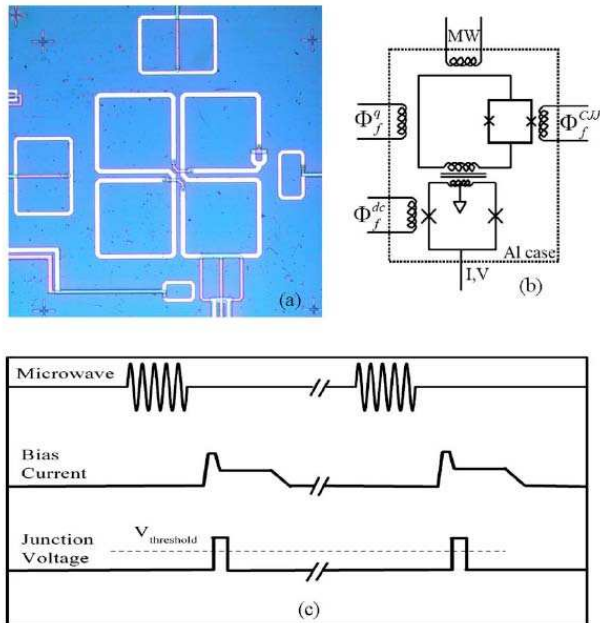 (a)
MW
Φ_f^q
Φ_f^{CJJ}
Φ_f^{dc}
Al case
I,V
(b)
Microwave
Bias
Current
Junction
Voltage
V_threshold
(c)